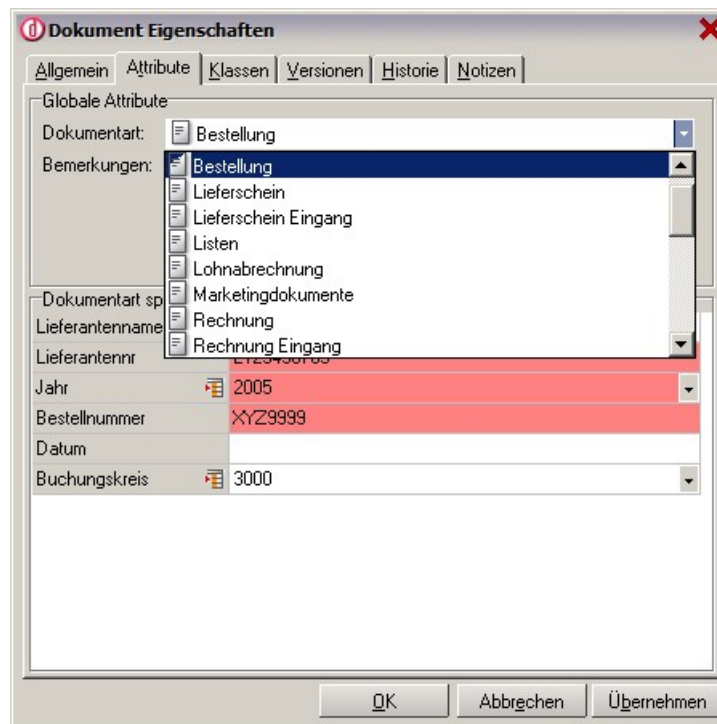 Dokument Eigenschaften
Allgemein Attribute Klassen Versionen Historie Notizen
Globale Attribute
Dokumentart: Bestellung
Bemerkungen: Bestellung
Lieferschein
Lieferschein Eingang
Listen
Lohnabrechnung
Marketingdokumente
Dokumentart
Rechnung
Lieferantenname
Rechnung Eingang
Lieferantennr
Jahr 2005
Bestellnummer XYZ9999
Datum
Buchungskreis 3000
OK Abbrechen Übernehmen